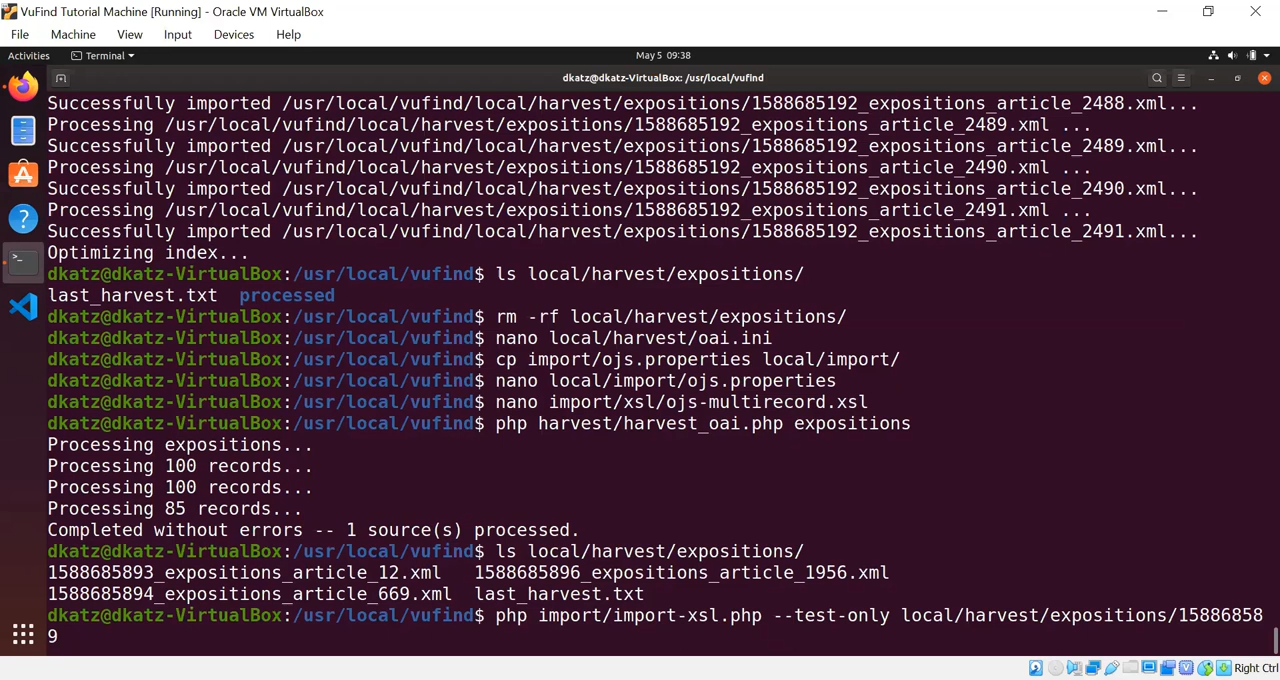 VuFind Tutorial Machine [Running] - Oracle VM VirtualBox
File Machine View Input Devices Help
Activities Terminal May 5 09:38
dkatz@dkatz-VirtualBox: /usr/local/vufind
Successfully imported /usr/local/vufind/local/harvest/expositions/1588685192_expositions_article_2488.xml...
Processing /usr/local/vufind/local/harvest/expositions/1588685192_expositions_article_2489.xml ...
Successfully imported /usr/local/vufind/local/harvest/expositions/1588685192_expositions_article_2489.xml...
Processing /usr/local/vufind/local/harvest/expositions/1588685192_expositions_article_2490.xml ...
Successfully imported /usr/local/vufind/local/harvest/expositions/1588685192_expositions_article_2490.xml...
Processing /usr/local/vufind/local/harvest/expositions/1588685192_expositions_article_2491.xml ...
Successfully imported /usr/local/vufind/local/harvest/expositions/1588685192_expositions_article_2491.xml...
Optimizing index...
dkatz@dkatz-VirtualBox:/usr/local/vufind$ ls local/harvest/expositions/
last_harvest.txt processed
dkatz@dkatz-VirtualBox:/usr/local/vufind$ rm -rf local/harvest/expositions/
dkatz@dkatz-VirtualBox:/usr/local/vufind$ nano local/harvest/oai.ini
dkatz@dkatz-VirtualBox:/usr/local/vufind$ cp import/ojs.properties local/import/
dkatz@dkatz-VirtualBox:/usr/local/vufind$ nano local/import/ojs.properties
dkatz@dkatz-VirtualBox:/usr/local/vufind$ nano import/xsl/ojs-multirecord.xsl
dkatz@dkatz-VirtualBox:/usr/local/vufind$ php harvest/harvest_oai.php expositions
Processing expositions...
Processing 100 records...
Processing 100 records...
Processing 85 records...
Completed without errors -- 1 source(s) processed.
dkatz@dkatz-VirtualBox:/usr/local/vufind$ ls local/harvest/expositions/
1588685893_expositions_article_12.xml 1588685896_expositions_article_1956.xml
1588685894_expositions_article_669.xml last_harvest.txt
dkatz@dkatz-VirtualBox:/usr/local/vufind$ php import/import-xsl.php --test-only local/harvest/expositions/15886858
9
Right Ctrl